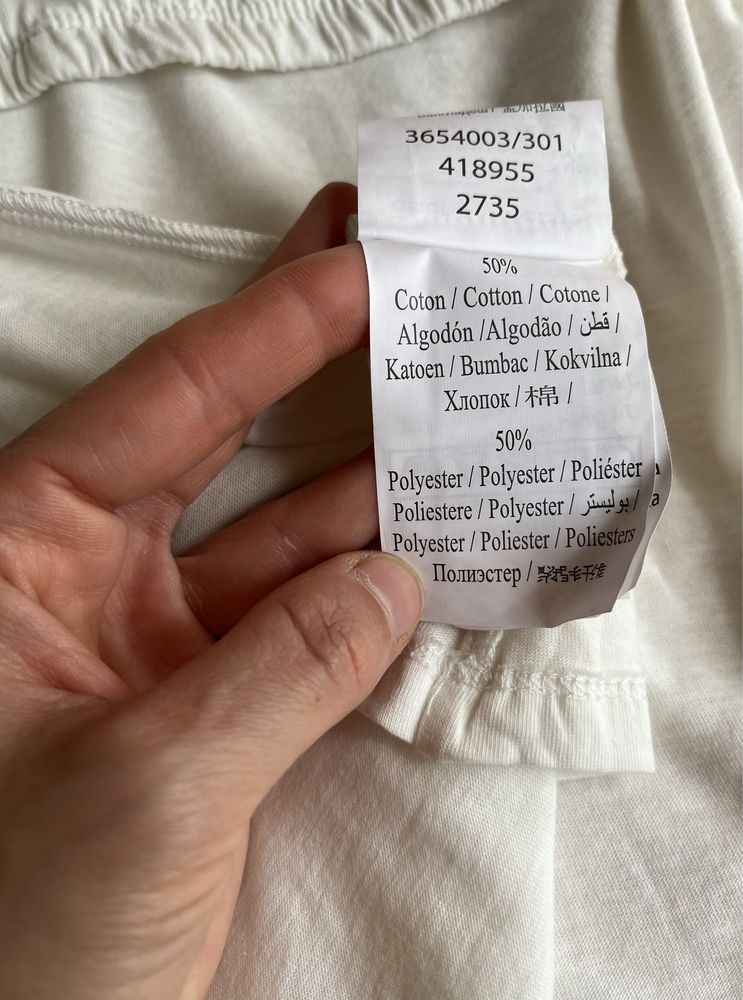 3654003/301
418955
2735
50%
Coton / Cotton / Cotone /
Algodón /Algodão / قطن /
Katoen / Bumbac / Kokvilna /
Хлопок / 棉 /
50%
Polyester / Polyester / Poliéster
Poliestere / Polyester / بوليستر /
Polyester / Poliester / Poliesters
Полиэстер /